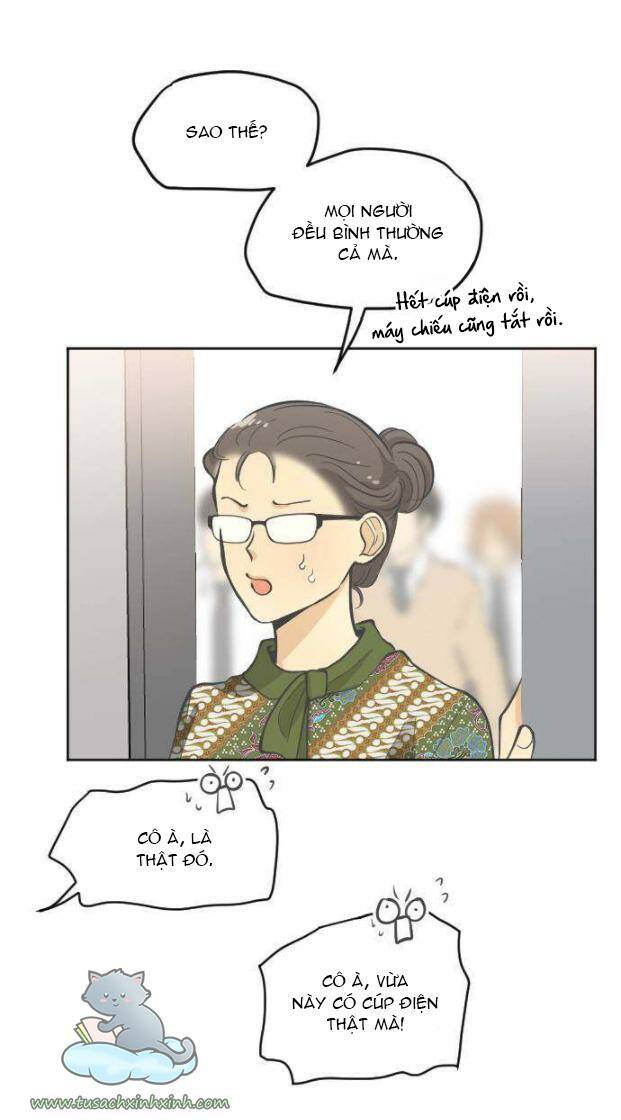 SAO THẾ?
MỌI NGƯỜI
ĐỀU BÌNH THƯỜNG
CẢ MÀ.
Hết cúp điện rồi,
máy chiếu cũng tắt rồi.
CÔ À, LÀ
THẬT ĐÓ.
CÔ À, VỪA
NÀY CÓ CÚP ĐIỆN
THẬT MÀ!
www.tusachxinhxinh.com